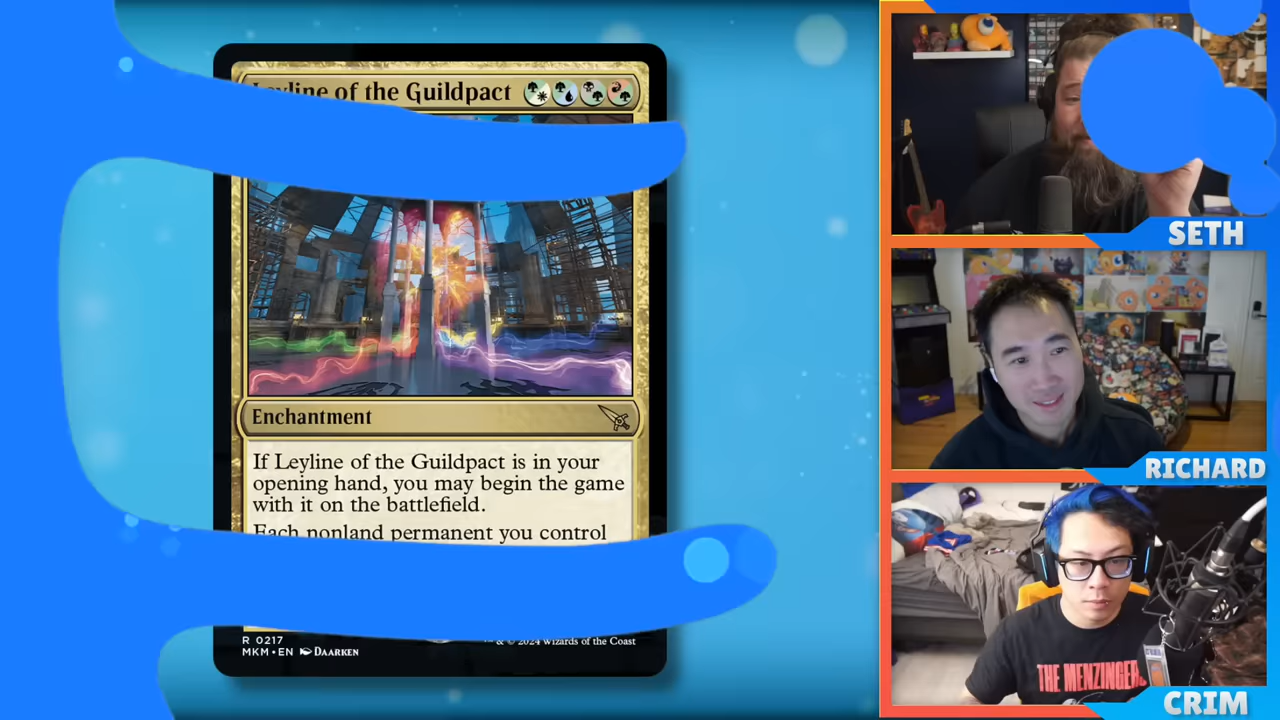 Leyline of the Guildpact
Enchantment
If Leyline of the Guildpact is in your
opening hand, you may begin the game
with it on the battlefield.
Each nonland permanent you control
R 0217
MKM • EN DAARKEN
& © 2024 Wizards of the Coast
SETH
RICHARD
CRIM
THE MENZINGERS